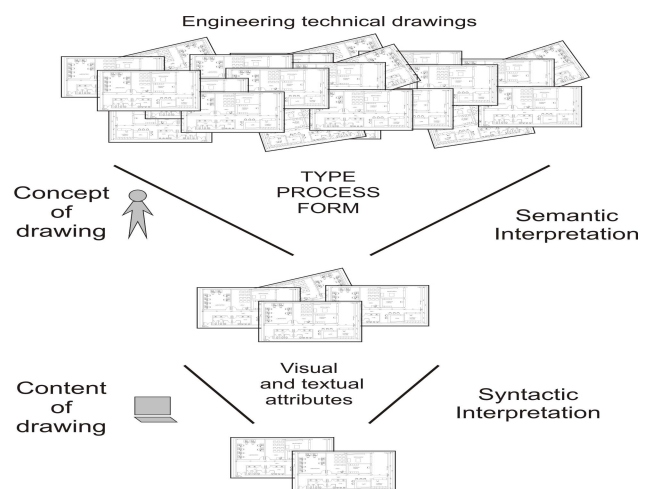 Engineering technical drawings
Concept
of
drawing
TYPE
PROCESS
FORM
Semantic
Interpretation
Content
of
drawing
Visual
and textual
attributes
Syntactic
Interpretation